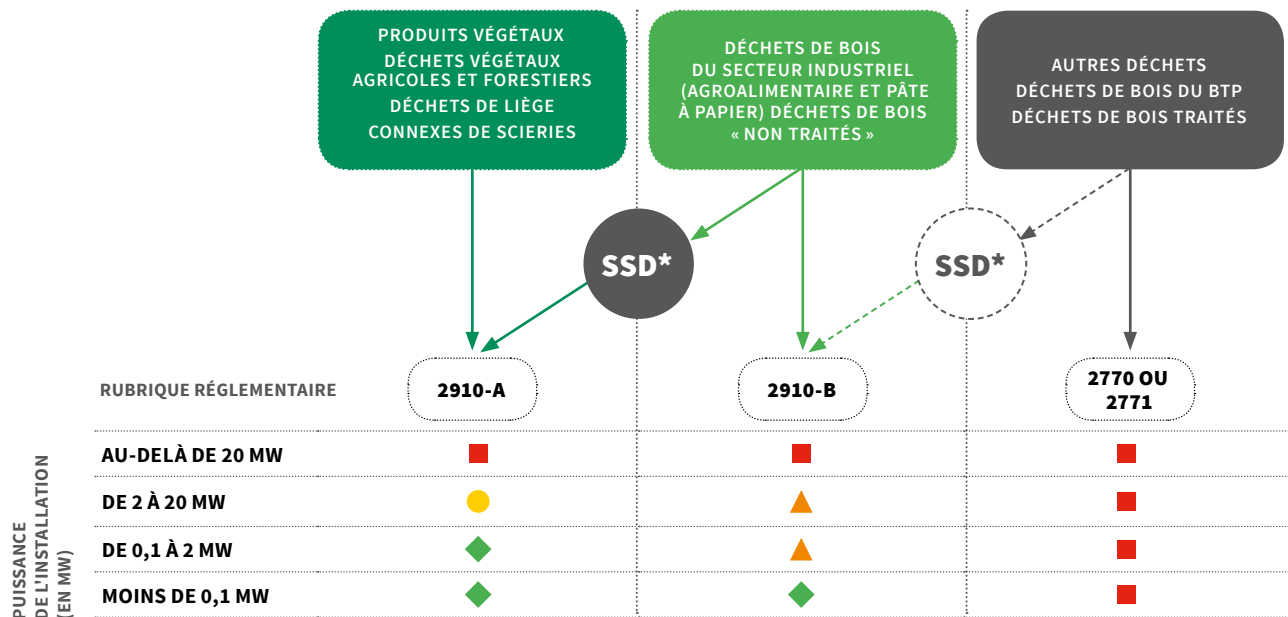 PRODUITS VÉGÉTAUX
DÉCHETS VÉGÉTAUX
AGRICOLES ET FORESTIERS
DÉCHETS DE LIÈGE
CONNEXES DE SCIERIES
DÉCHETS DE BOIS
DU SECTEUR INDUSTRIEL
(AGROALIMENTAIRE ET PÂTE
À PAPIER) DÉCHETS DE BOIS
« NON TRAITÉS »
AUTRES DÉCHETS
DÉCHETS DE BOIS DU BTP
DÉCHETS DE BOIS TRAITÉS
SSD*
SSD*
RUBRIQUE RÉGLEMENTAIRE
2910-A
2910-B
2770 OU
2771
PUISSANCE
DE L'INSTALLATION
(EN MW)
AU-DELÀ DE 20 MW
DE 2 À 20 MW
DE 0,1 À 2 MW
MOINS DE 0,1 MW